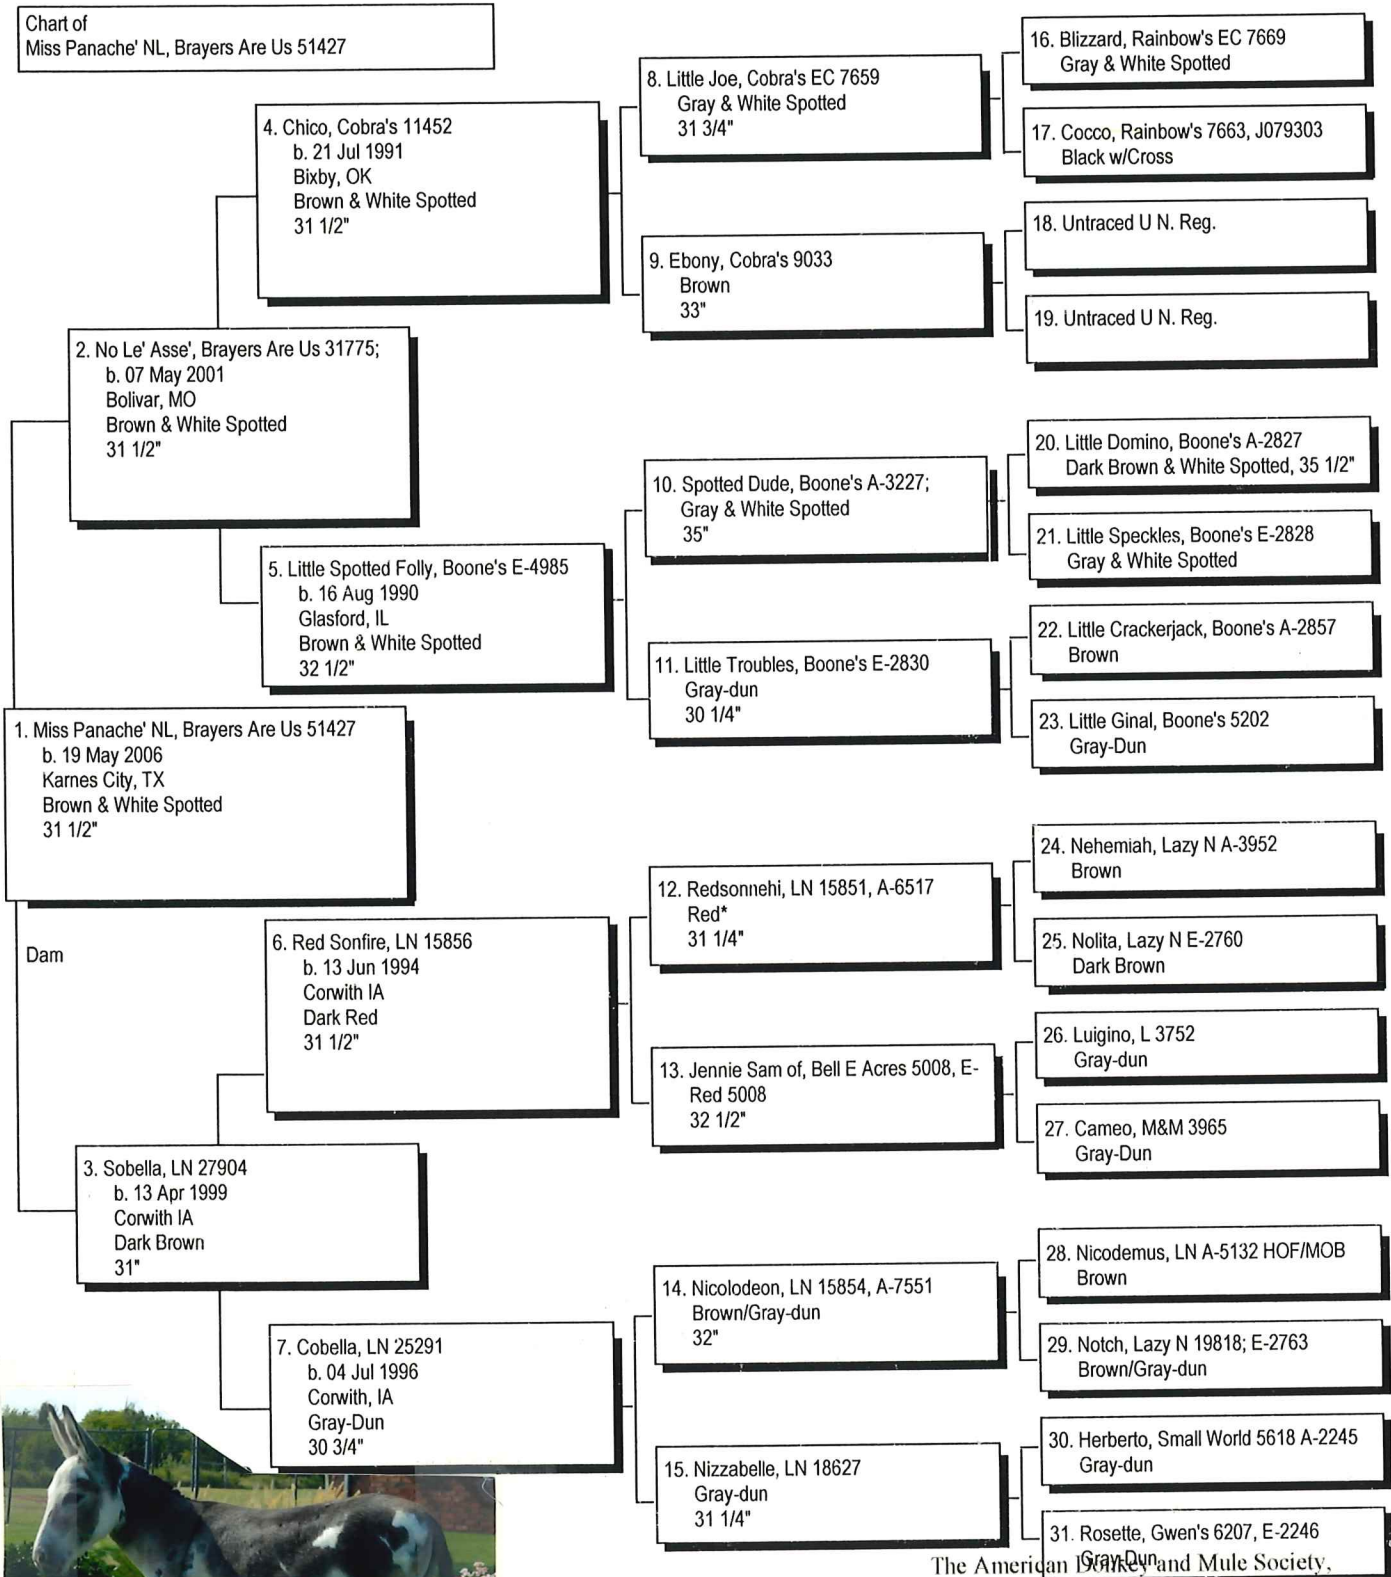 Chart of
Miss Panache' NL, Brayers Are Us 51427
1. Miss Panache' NL, Brayers Are Us 51427
b. 19 May 2006
Karnes City, TX
Brown & White Spotted
31 1/2"
Dam
2. No Le' Asse', Brayers Are Us 31775;
b. 07 May 2001
Bolivar, MO
Brown & White Spotted
31 1/2"
3. Sobella, LN 27904
b. 13 Apr 1999
Corwith IA
Dark Brown
31"
4. Chico, Cobra's 11452
b. 21 Jul 1991
Bixby, OK
Brown & White Spotted
31 1/2"
5. Little Spotted Folly, Boone's E-4985
b. 16 Aug 1990
Glasford, IL
Brown & White Spotted
32 1/2"
6. Red Sonfire, LN 15856
b. 13 Jun 1994
Corwith IA
Dark Red
31 1/2"
7. Cobella, LN 25291
b. 04 Jul 1996
Corwith, IA
Gray-Dun
30 3/4"
8. Little Joe, Cobra's EC 7659
Gray & White Spotted
31 3/4"
9. Ebony, Cobra's 9033
Brown
33"
10. Spotted Dude, Boone's A-3227;
Gray & White Spotted
35"
11. Little Troubles, Boone's E-2830
Gray-dun
30 1/4"
12. Redsonnehi, LN 15851, A-6517
Red*
31 1/4"
13. Jennie Sam of, Bell E Acres 5008, E-
Red 5008
32 1/2"
14. Nicolodeon, LN 15854, A-7551
Brown/Gray-dun
32"
15. Nizzabelle, LN 18627
Gray-dun
31 1/4"
16. Blizzard, Rainbow's EC 7669
Gray & White Spotted
17. Cocco, Rainbow's 7663, J079303
Black w/Cross
18. Untraced U N. Reg.
19. Untraced U N. Reg.
20. Little Domino, Boone's A-2827
Dark Brown & White Spotted, 35 1/2"
21. Little Speckles, Boone's E-2828
Gray & White Spotted
22. Little Crackerjack, Boone's A-2857
Brown
23. Little Ginal, Boone's 5202
Gray-Dun
24. Nehemiah, Lazy N A-3952
Brown
25. Nolita, Lazy N E-2760
Dark Brown
26. Luigino, L 3752
Gray-dun
27. Cameo, M&M 3965
Gray-Dun
28. Nicodemus, LN A-5132 HOF/MOB
Brown
29. Notch, Lazy N 19818; E-2763
Brown/Gray-dun
30. Herberto, Small World 5618 A-2245
Gray-dun
31. Rosette, Gwen's 6207, E-2246
Gray-Dun
The American Donkey and Mule Society,